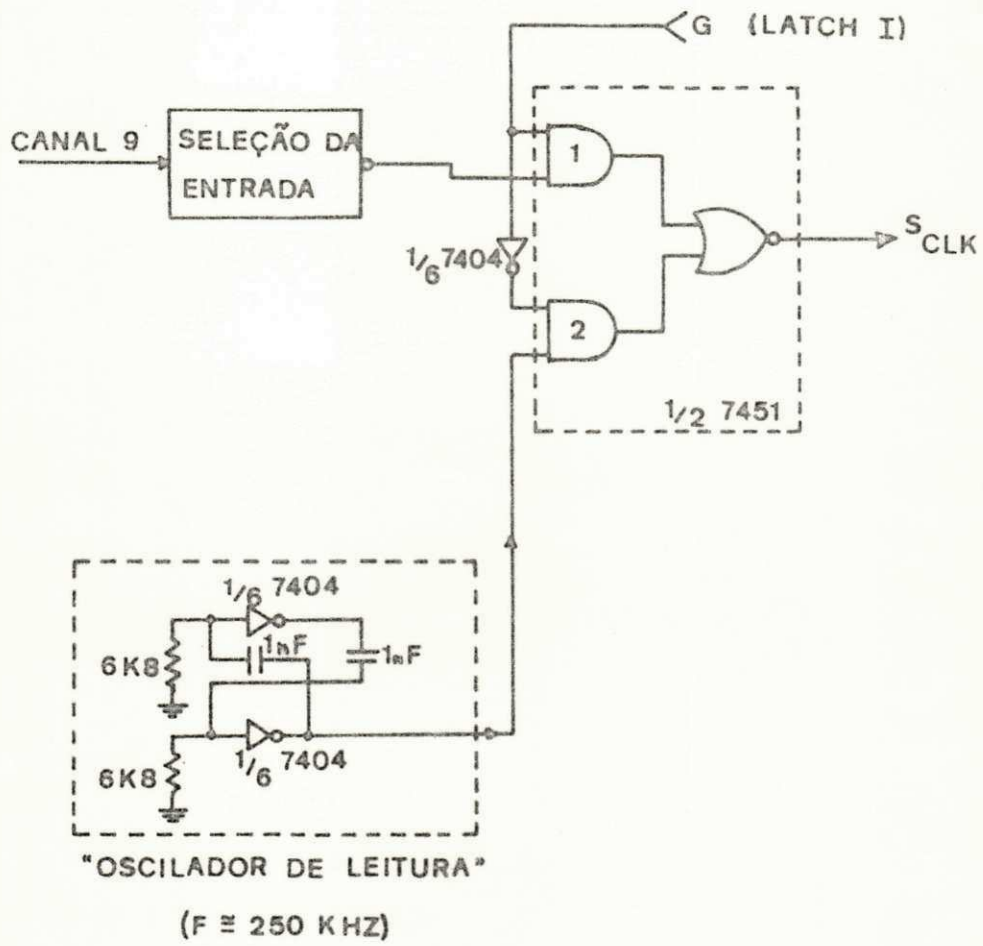 G (LATCH I)
CANAL 9
SELEÇÃO DA
ENTRADA
1
1/6 7404
2
S CLK
1/2 7451
1/6 7404
1nF
1nF
6K8
6K8
1/6 7404
"OSCILADOR DE LEITURA"
(F ≅ 250 KHZ)